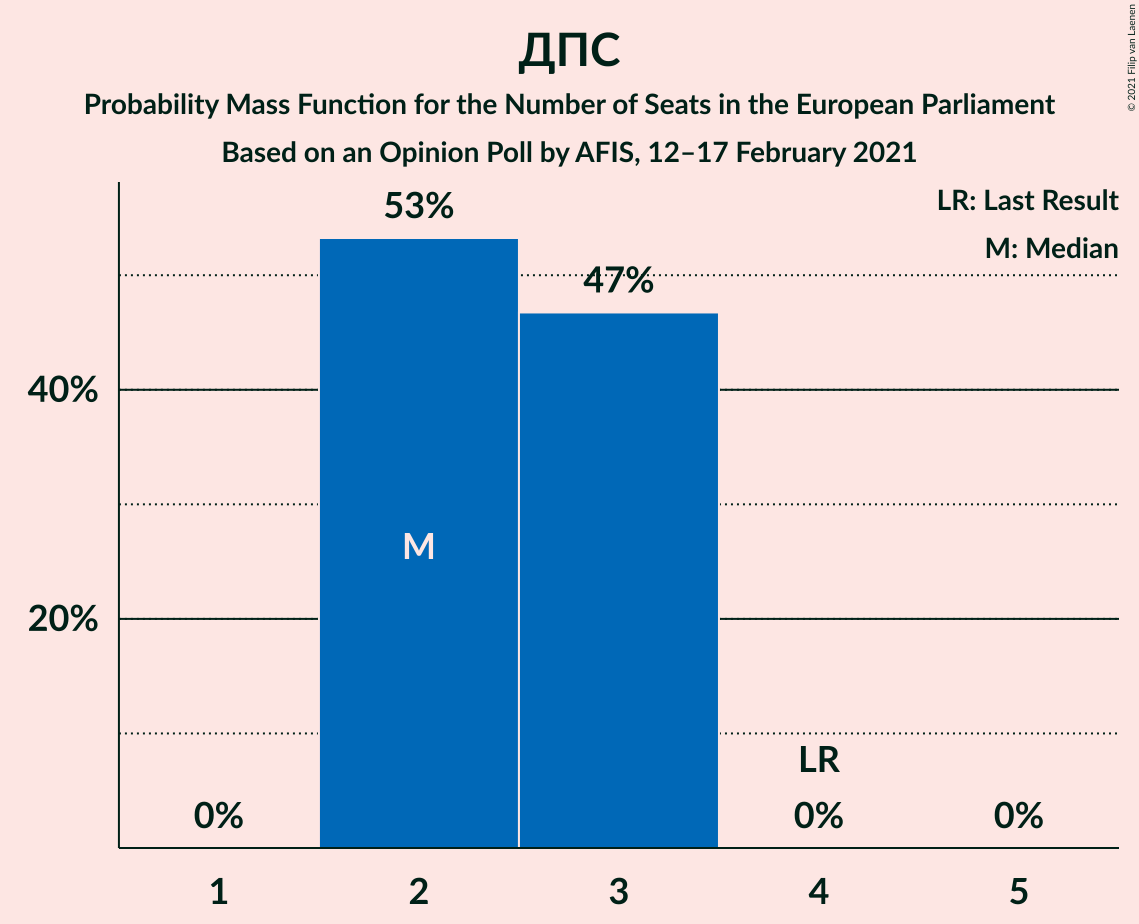 ДПС
Probability Mass Function for the Number of Seats in the European Parliament
Based on an Opinion Poll by AFIS, 12–17 February 2021
© 2021 Filip van Laenen
LR: Last Result
M: Median
53%
47%
40%
20%
M
LR
0%
0%
0%
1
2
3
4
5